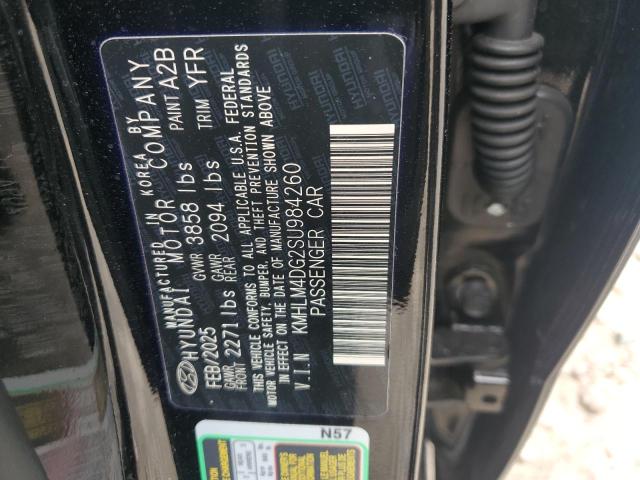 MANUFACTURED IN KOREA BY
HYUNDAI MOTOR COMPANY
FEB/2025 GVWR 3858 lbs PAINT A2B
GAWR FRONT 2271 lbs GAWR REAR 2094 lbs TRIM YFR
THIS VEHICLE CONFORMS TO ALL APPLICABLE U.S.A. FEDERAL
MOTOR VEHICLE SAFETY, BUMPER, AND THEFT PREVENTION STANDARDS
IN EFFECT ON THE DATE OF MANUFACTURE SHOWN ABOVE
V.I.N KMHLM4DG2SU984260
PASSENGER CAR
N57